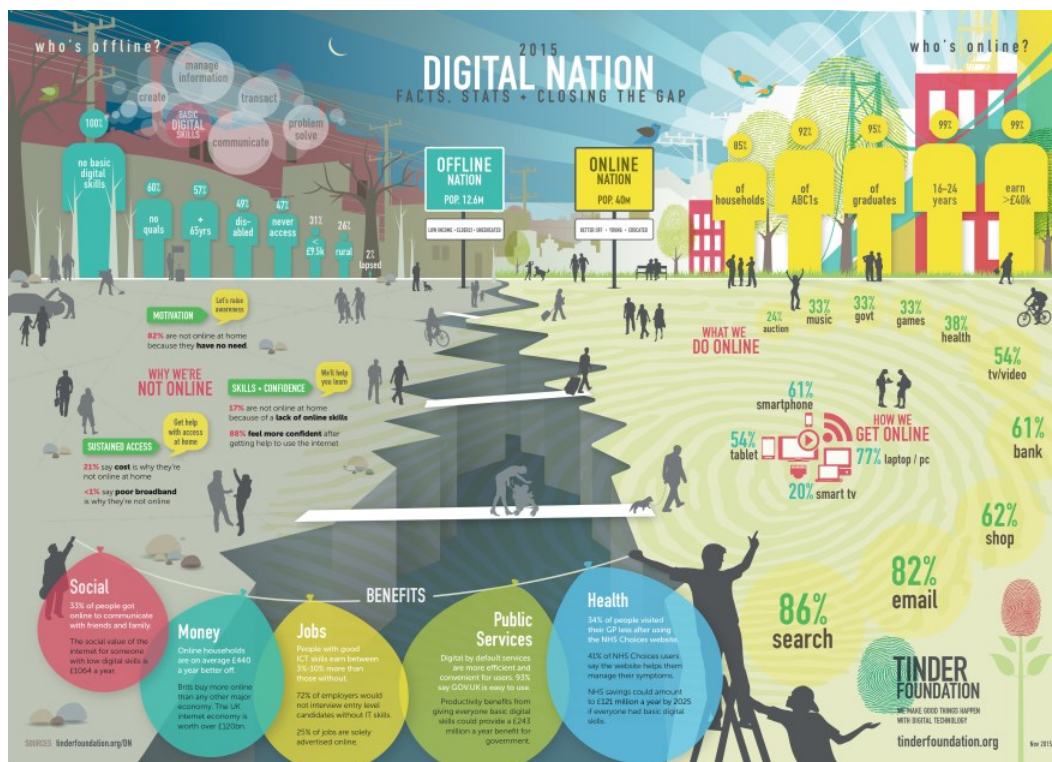 who's offline?
2015
DIGITAL NATION
FACTS, STATS + CLOSING THE GAP
who's online?
manage
information
create
transact
BASIC
DIGITAL
SKILLS
communicate
problem
solve
100%
no basic
digital
skills
60%
no
quals
57%
+
65yrs
49%
dis-
abled
47%
never
access
31%
<
£9.5k
26%
rural
2%
lapsed
OFFLINE
NATION
POP. 12.6M
LOW INCOME • ELDERLY • UNEDUCATED
ONLINE
NATION
POP. 40M
BETTER OFF • YOUNG • EDUCATED
85%
of
households
92%
of
ABC1s
95%
of
graduates
99%
16-24
years
99%
earn
>£40k
MOTIVATION
Let's raise
awareness
82% are not online at home
because they have no need.
WHY WE'RE
NOT ONLINE
SKILLS + CONFIDENCE
We'll help
you learn
17% are not online at home
because of a lack of online skills
88% feel more confident after
getting help to use the internet
SUSTAINED ACCESS
Get help
with access
at home
21% say cost is why they're
not online at home
<1% say poor broadband
is why they're not online
WHAT WE
DO ONLINE
24%
auction
33%
music
33%
govt
33%
games
38%
health
54%
tv/video
61%
bank
62%
shop
82%
email
86%
search
HOW WE
GET ONLINE
61%
smartphone
54%
tablet
77% laptop / pc
20% smart tv
BENEFITS
Social
33% of people got
online to communicate
with friends and family.
The social value of the
internet for someone
with low digital skills is
£1064 a year.
Money
Online households
are on average £440
a year better off.
Brits buy more online
than any other major
economy. The UK
internet economy is
worth over £120bn.
Jobs
People with good
ICT skills earn between
3%-10% more than
those without.
72% of employers would
not interview entry level
candidates without IT skills.
25% of jobs are solely
advertised online.
Public
Services
Digital by default services
are more efficient and
convenient for users. 93%
say GOV.UK is easy to use.
Productivity benefits from
giving everyone basic digital
skills could provide a £243
million a year benefit for
government.
Health
34% of people visited
their GP less after using
the NHS Choices website.
41% of NHS Choices users
say the website helps them
manage their symptoms.
NHS savings could amount
to £121 million a year by 2025
if everyone had basic digital
skills.
TINDER
FOUNDATION
WE MAKE GOOD THINGS HAPPEN
WITH DIGITAL TECHNOLOGY
tinderfoundation.org
SOURCES tinderfoundation.org/DN
Nov 2015